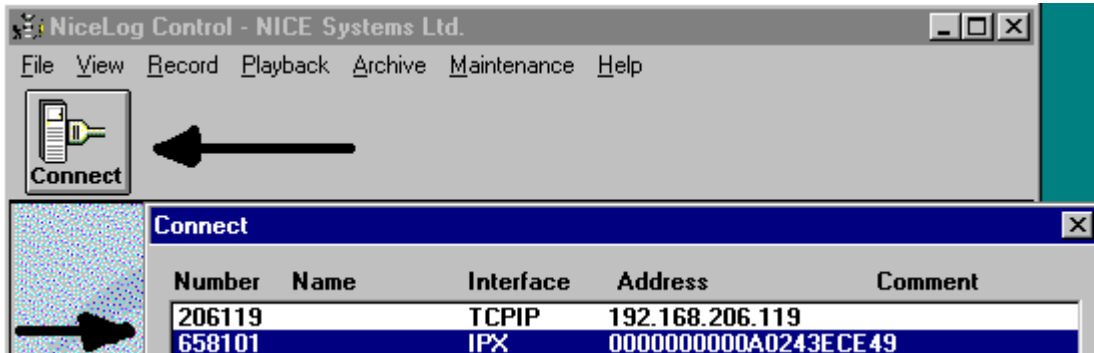 NiceLog Control - NICE Systems Ltd.
File View Record Playback Archive Maintenance Help
Connect
Connect
Number Name Interface Address Comment
206119 TCPIP 192.168.206.119
658101 IPX 0000000000A0243ECE49